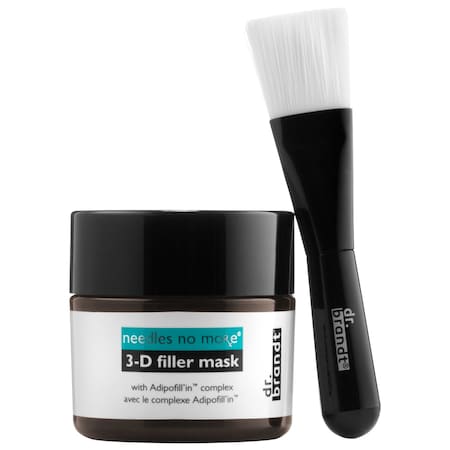 needles no more®
3-D filler mask
with Adipofill'in™ complex
avec le complexe Adipofill'in™
dr.
brandt
dr.
brandt®